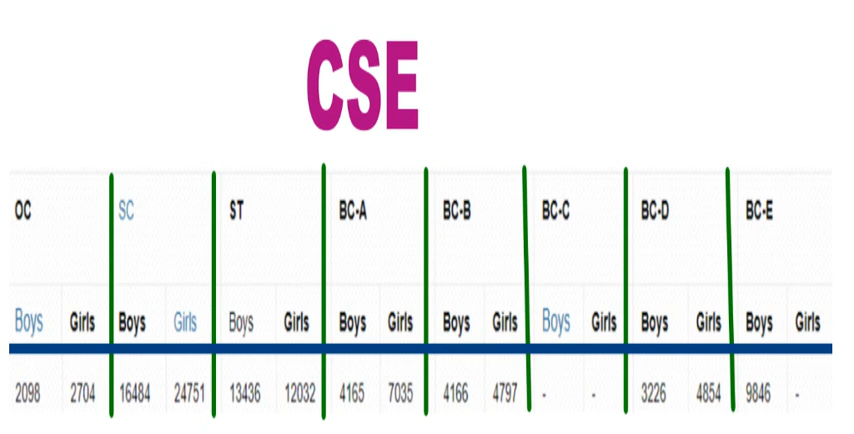 CSE
OC SC ST BC-A BC-B BC-C BC-D BC-E
Boys Girls Boys Girls Boys Girls Boys Girls Boys Girls Boys Girls Boys Girls Boys Girls
2098 2704 16484 24751 13436 12032 4165 7035 4166 4797 - - 3226 4854 9846 -